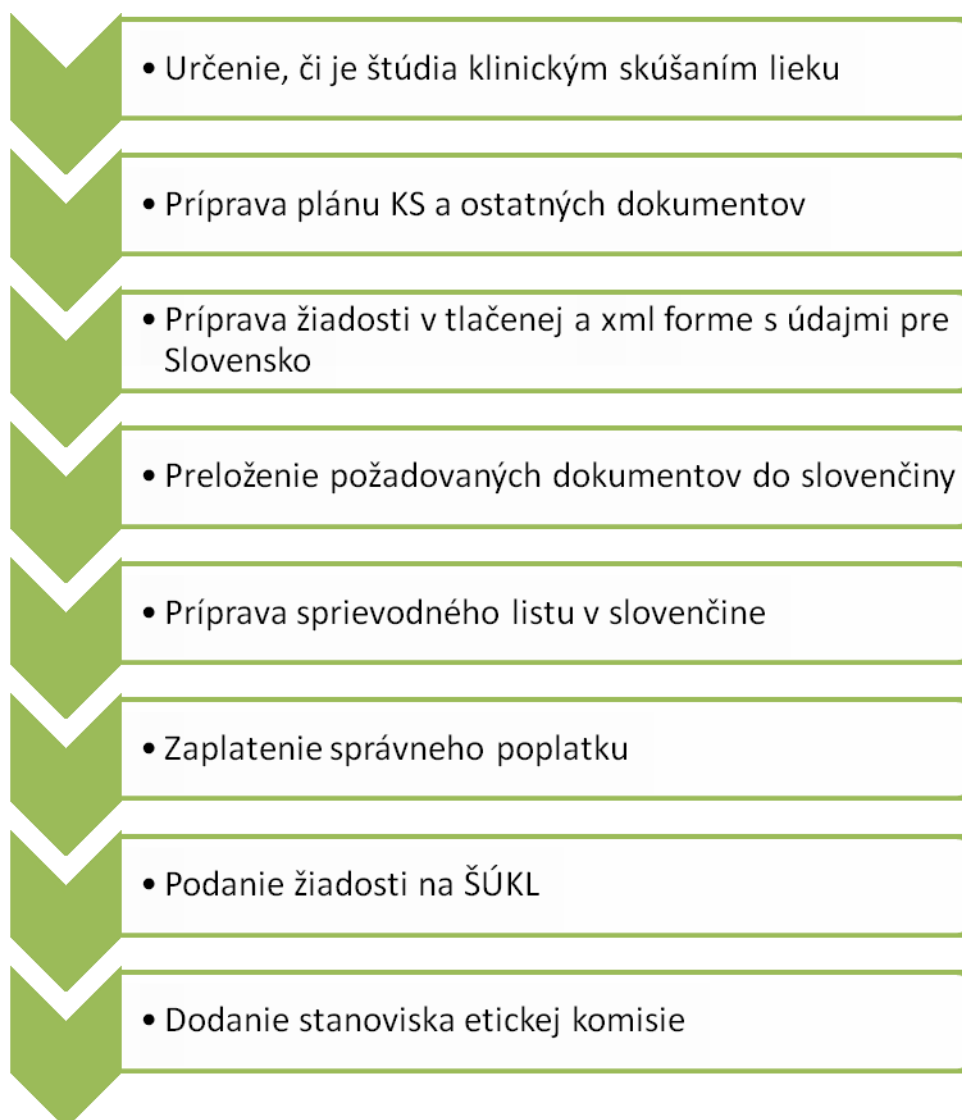 • Určenie, či je štúdia klinickým skúšaním lieku
• Príprava plánu KS a ostatných dokumentov
• Príprava žiadosti v tlačenej a xml forme s údajmi pre
Slovensko
• Preloženie požadovaných dokumentov do slovenčiny
• Príprava sprievodného listu v slovenčine
• Zaplatenie správneho poplatku
• Podanie žiadosti na ŠÚKL
• Dodanie stanoviska etickej komisie